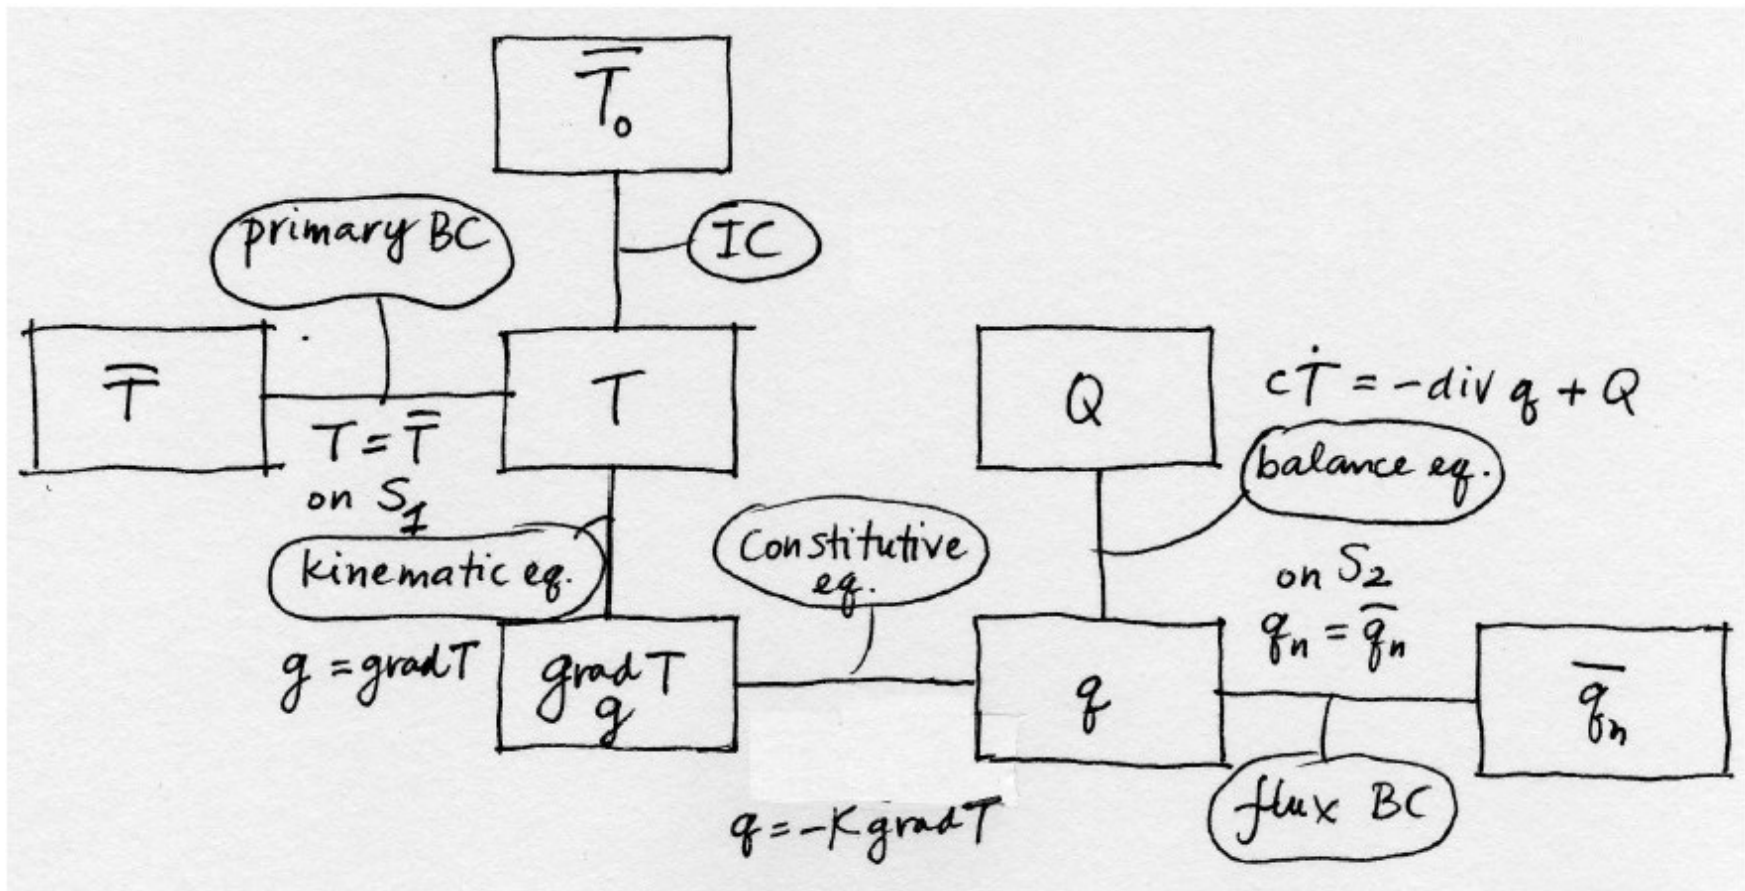 T̿₀
primary BC
IC
T̿
T
Q
cṪ = -div q + Q
T = T̿
on S₁
balance eq.
kinematic eq.
Constitutive
eq.
on S₂
qₙ = q̅ₙ
g = grad T
grad T
g
q
q̅ₙ
q = -K grad T
flux BC